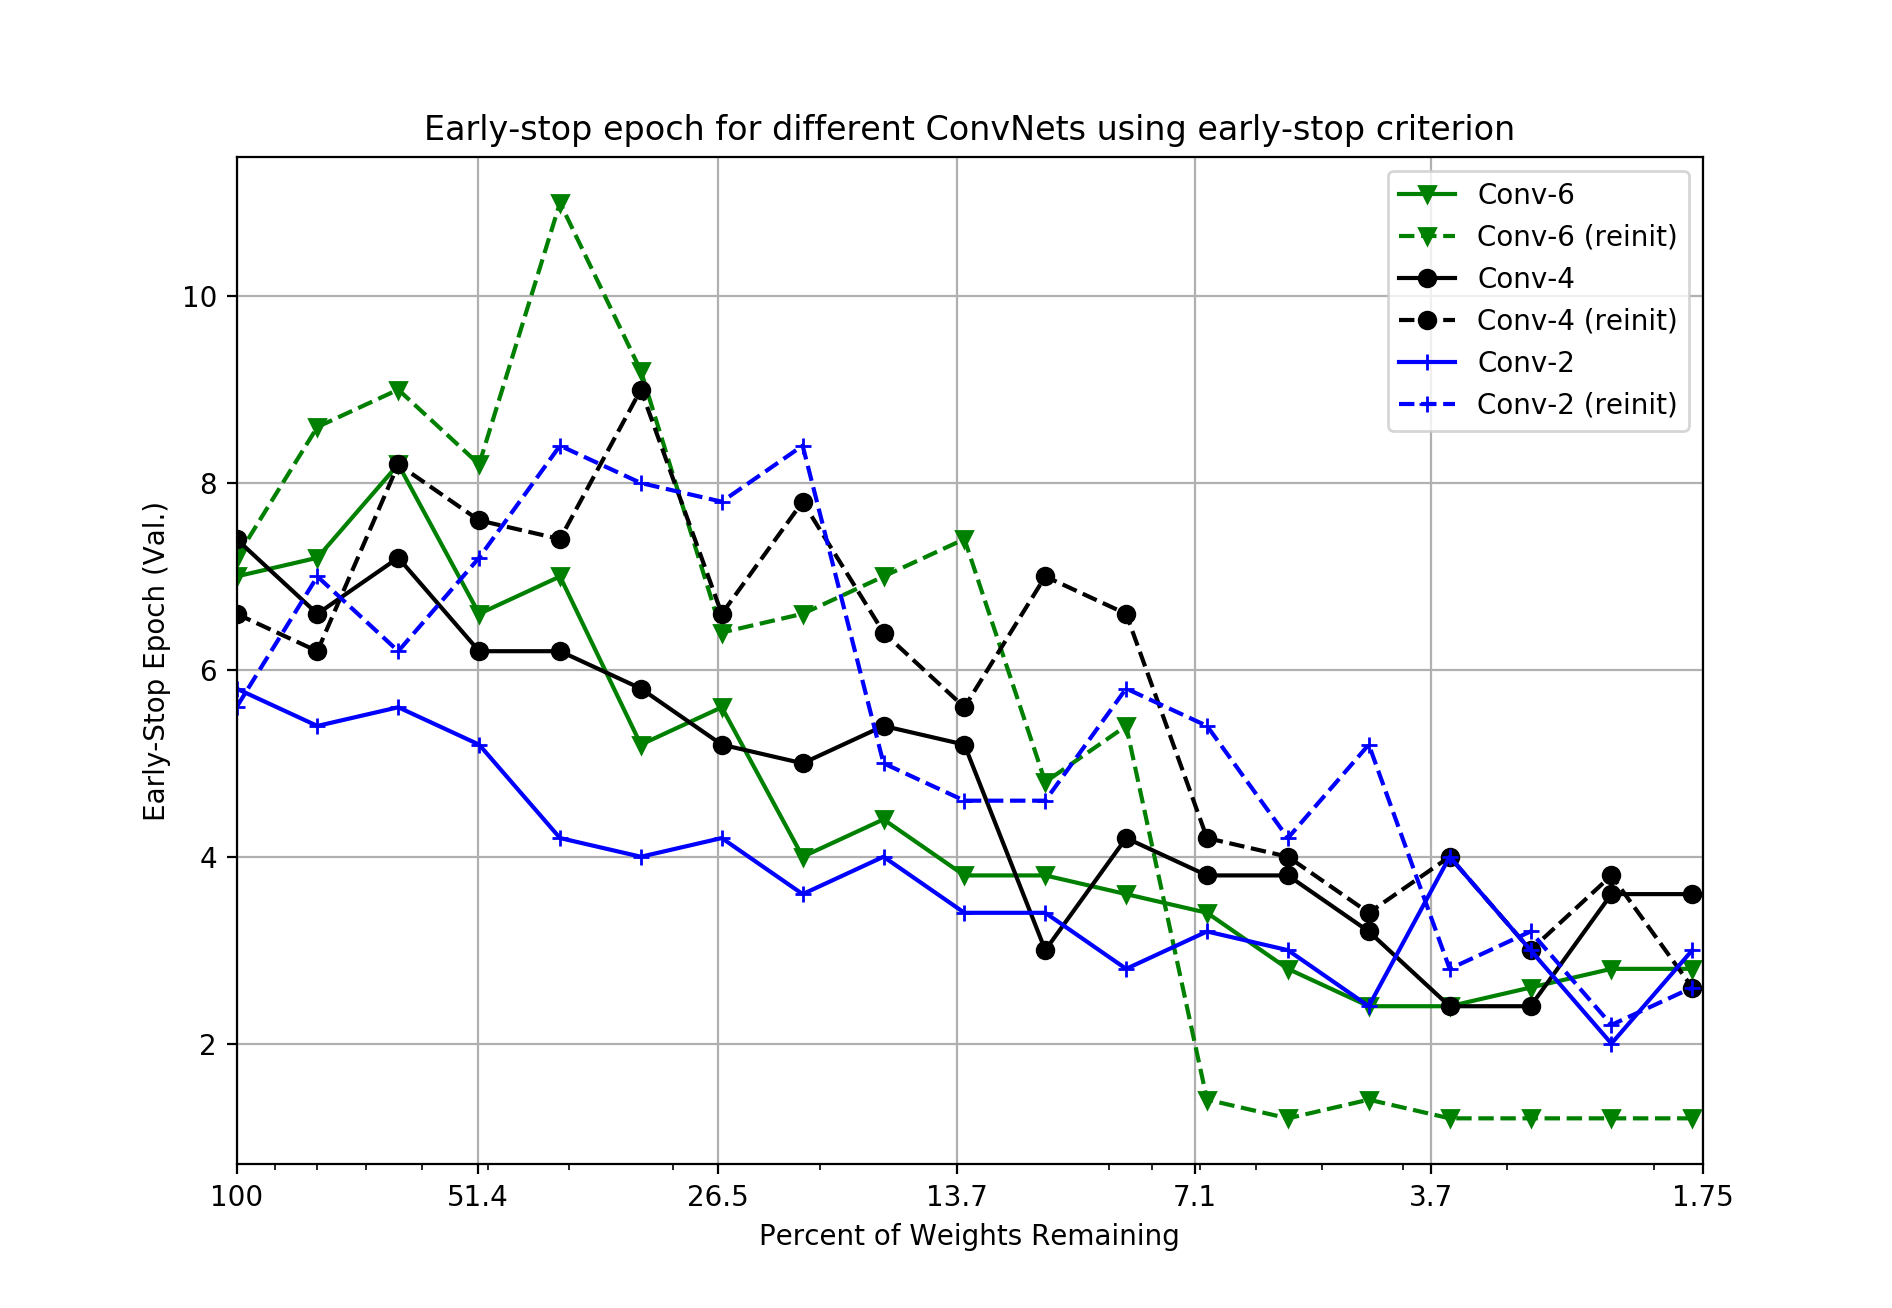 Early-stop epoch for different ConvNets using early-stop criterion
Conv-6
Conv-6 (reinit)
Conv-4
Conv-4 (reinit)
Conv-2
Conv-2 (reinit)
Early-Stop Epoch (Val.)
10
8
6
4
2
100 51.4 26.5 13.7 7.1 3.7 1.75
Percent of Weights Remaining